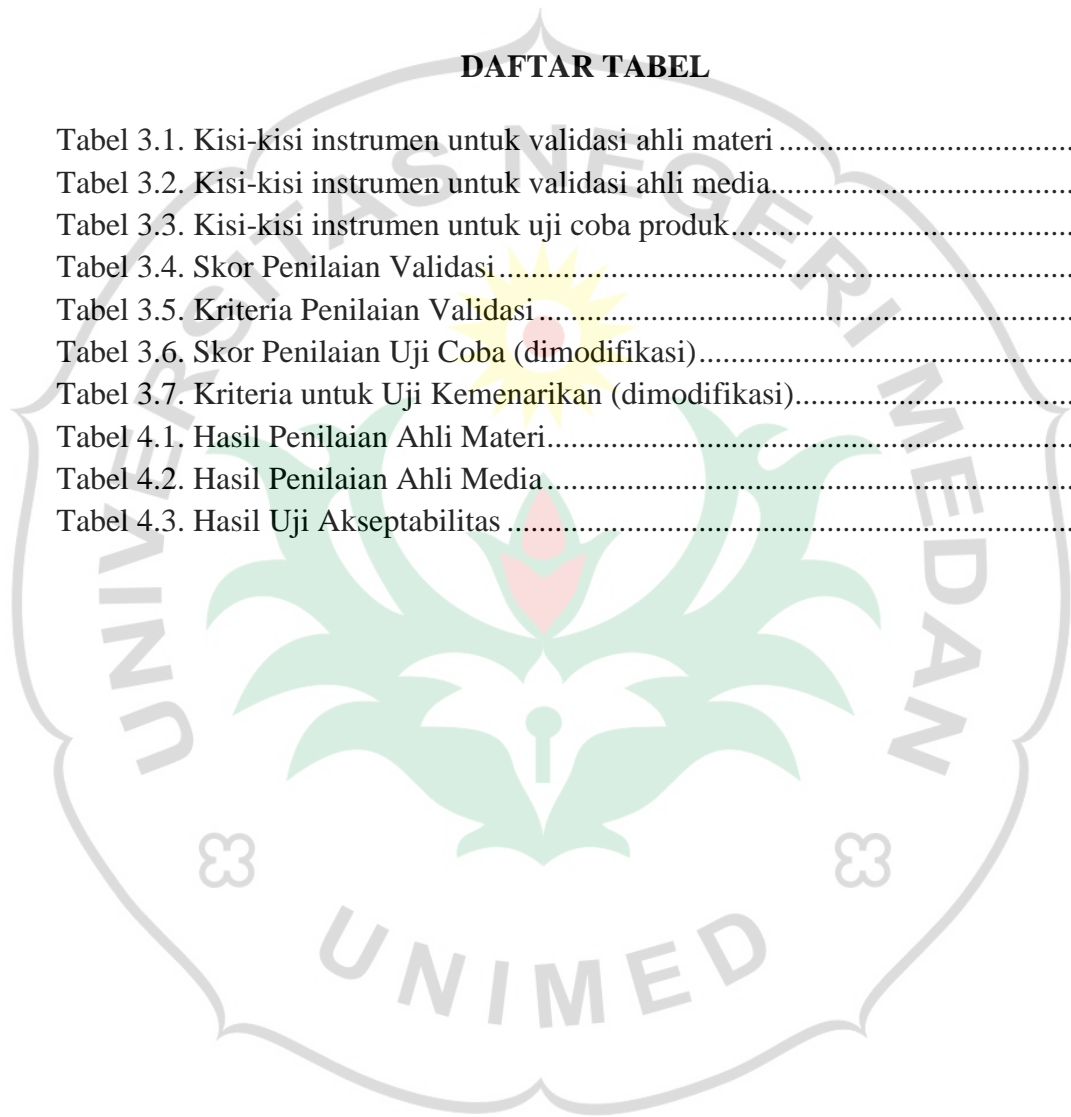 DAFTAR TABEL
Tabel 3.1. Kisi-kisi instrumen untuk validasi ahli materi ................................................
Tabel 3.2. Kisi-kisi instrumen untuk validasi ahli media.................................................
Tabel 3.3. Kisi-kisi instrumen untuk uji coba produk......................................................
Tabel 3.4. Skor Penilaian Validasi ....................................................................................
Tabel 3.5. Kriteria Penilaian Validasi ..............................................................................
Tabel 3.6. Skor Penilaian Uji Coba (dimodifikasi)..........................................................
Tabel 3.7. Kriteria untuk Uji Kemenarikan (dimodifikasi)..............................................
Tabel 4.1. Hasil Penilaian Ahli Materi.............................................................................
Tabel 4.2. Hasil Penilaian Ahli Media.............................................................................
Tabel 4.3. Hasil Uji Akseptabilitas ..................................................................................
UNIVERSITAS NEGERI MEDAN
UNIMED